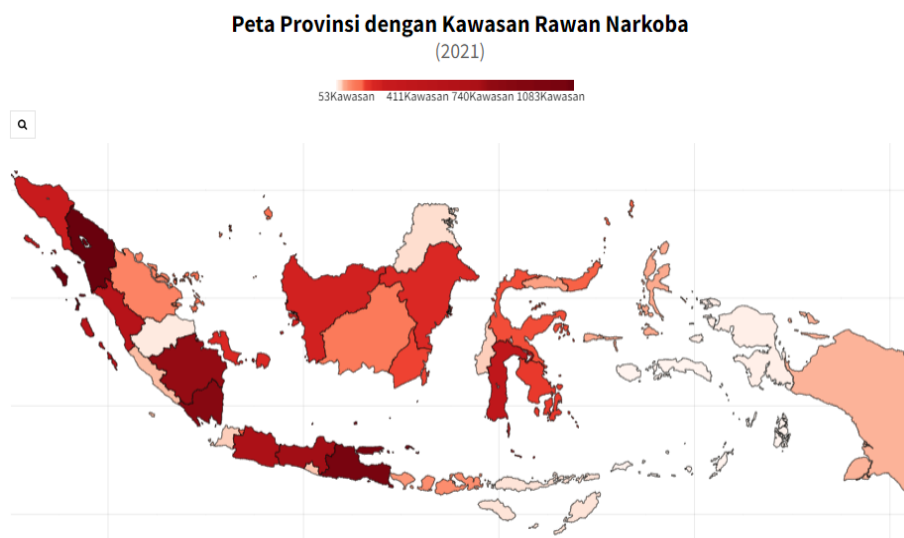 Peta Provinsi dengan Kawasan Rawan Narkoba
(2021)
53Kawasan 411Kawasan 740Kawasan 1083Kawasan